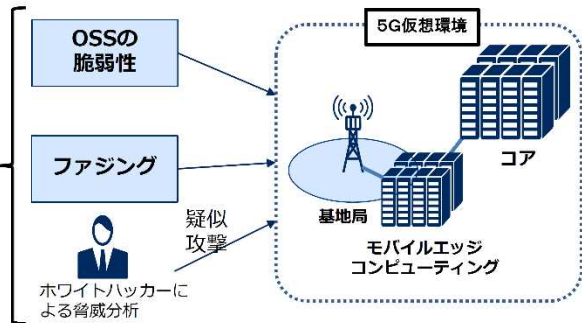 OSSの
脆弱性
ファジング
疑似
攻撃
ホワイトハッカーに
よる脅威分析
5G仮想環境
コア
基地局
モバイルエッジ
コンピューティング